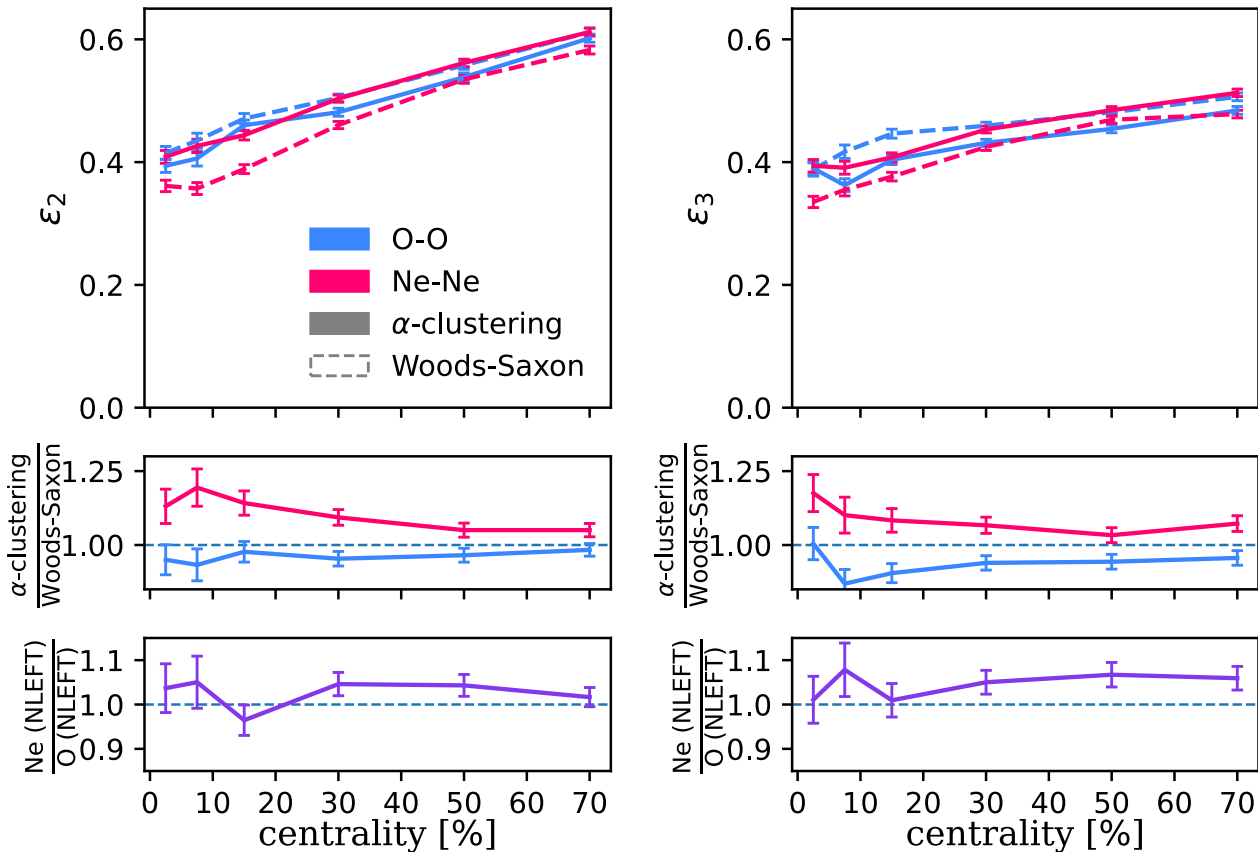 0.6
0.4
0.2
0.0
ε2
O-O
Ne-Ne
α-clustering
Woods-Saxon
0.6
0.4
0.2
0.0
ε3
1.25
1.00
α-clustering
Woods-Saxon
1.25
1.00
α-clustering
Woods-Saxon
1.1
1.0
0.9
Ne (NLEFT)
O (NLEFT)
0 10 20 30 40 50 60 70
centrality [%]
1.1
1.0
0.9
Ne (NLEFT)
O (NLEFT)
0 10 20 30 40 50 60 70
centrality [%]